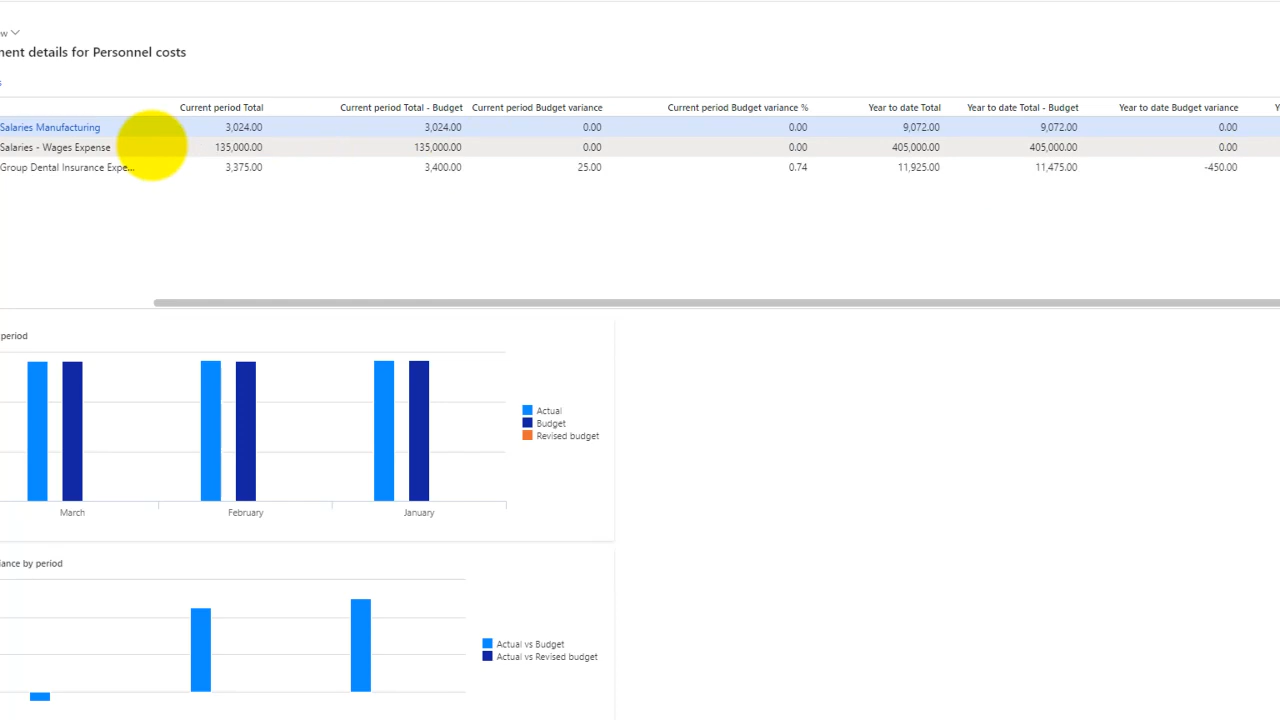 ew
ment details for Personnel costs
s
Current period Total Current period Total - Budget Current period Budget variance Current period Budget variance % Year to date Total Year to date Total - Budget Year to date Budget variance Y
Salaries Manufacturing 3,024.00 3,024.00 0.00 0.00 9,072.00 9,072.00 0.00
Salaries - Wages Expense 135,000.00 135,000.00 0.00 0.00 405,000.00 405,000.00 0.00
Group Dental Insurance Expe... 3,375.00 3,400.00 25.00 0.74 11,925.00 11,475.00 -450.00
period
Actual
Budget
Revised budget
March February January
iance by period
Actual vs Budget
Actual vs Revised budget